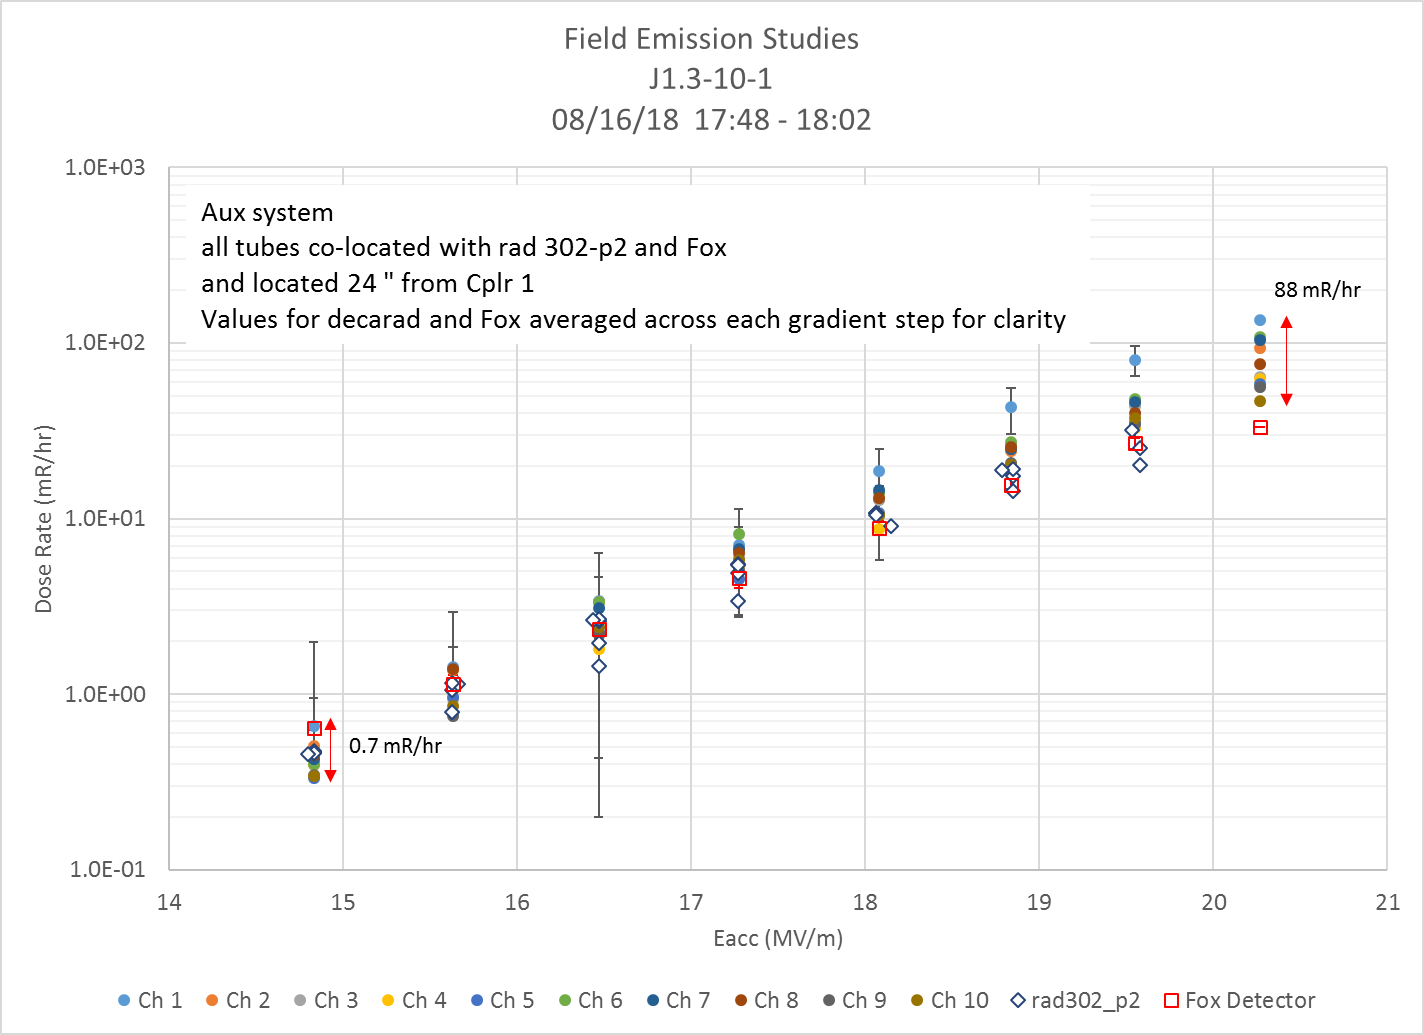 Field Emission Studies
J1.3-10-1
08/16/18 17:48 - 18:02
1.0E+03
Aux system
all tubes co-located with rad 302-p2 and Fox
and located 24 " from Cplr 1
Values for decarad and Fox averaged across each gradient step for clarity
88 mR/hr
1.0E+02
1.0E+01
1.0E+00
0.7 mR/hr
1.0E-01
Dose Rate (mR/hr)
14 15 16 17 18 19 20 21
Eacc (MV/m)
Ch 1 Ch 2 Ch 3 Ch 4 Ch 5 Ch 6 Ch 7 Ch 8 Ch 9 Ch 10 rad302_p2 Fox Detector